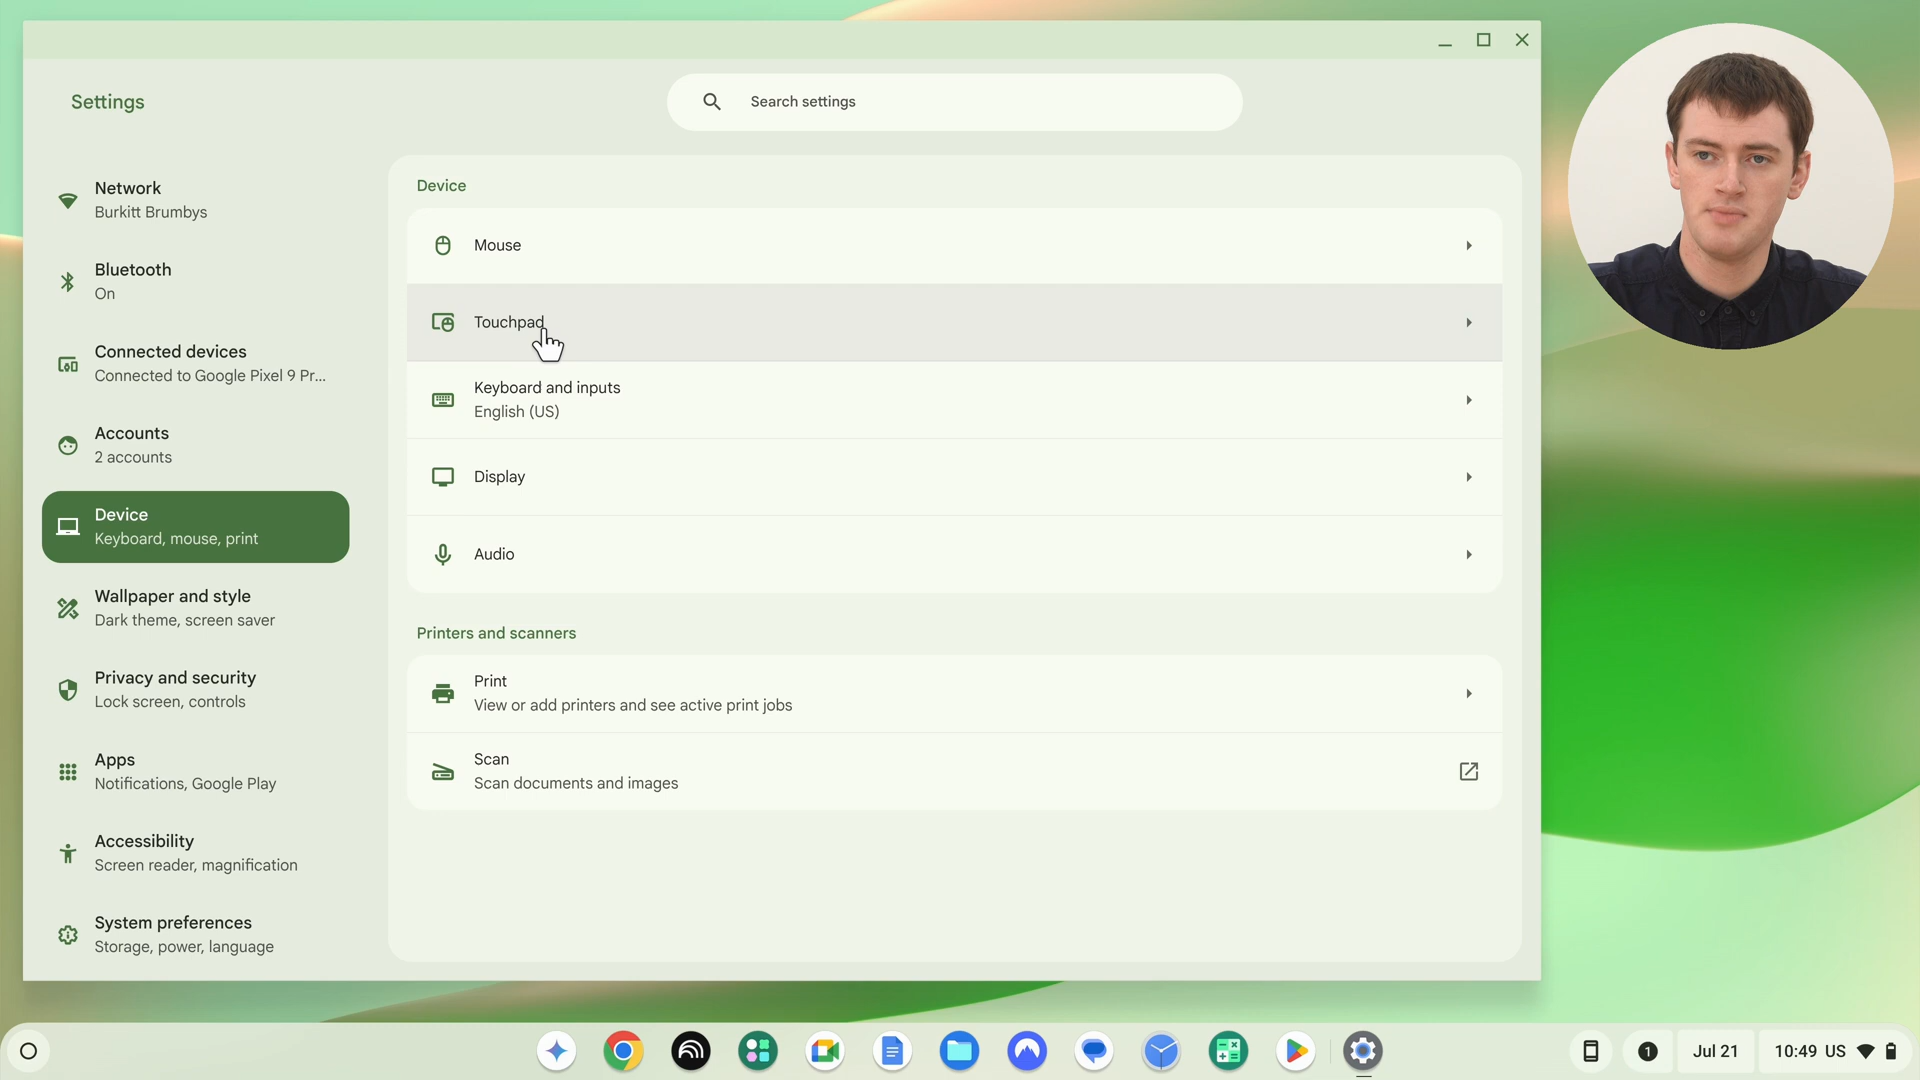 Settings
Search settings
Network
Burkitt Brumbys
Bluetooth
On
Connected devices
Connected to Google Pixel 9 Pr...
Accounts
2 accounts
Device
Keyboard, mouse, print
Wallpaper and style
Dark theme, screen saver
Privacy and security
Lock screen, controls
Apps
Notifications, Google Play
Accessibility
Screen reader, magnification
System preferences
Storage, power, language
Device
Mouse
Touchpad
Keyboard and inputs
English (US)
Display
Audio
Printers and scanners
Print
View or add printers and see active print jobs
Scan
Scan documents and images
1
Jul 21
10:49 US